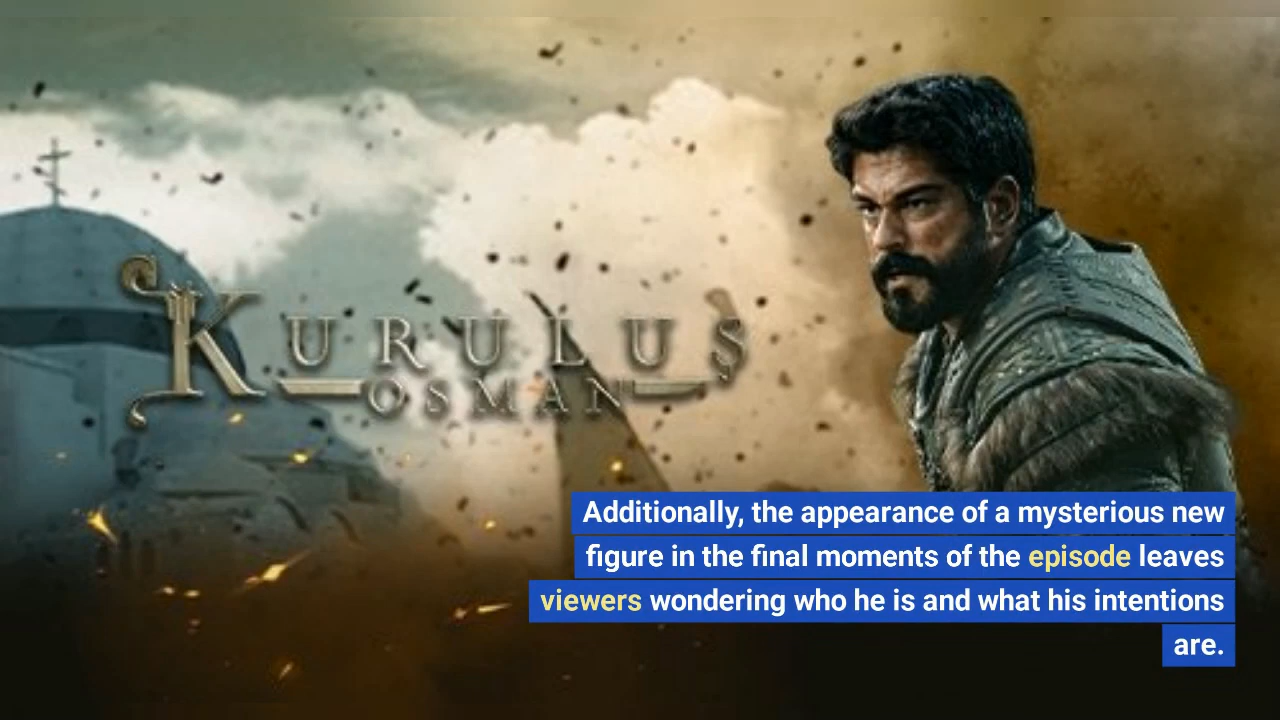 KURULUŞ
OSMAN
Additionally, the appearance of a mysterious new
figure in the final moments of the episode leaves
viewers wondering who he is and what his intentions
are.